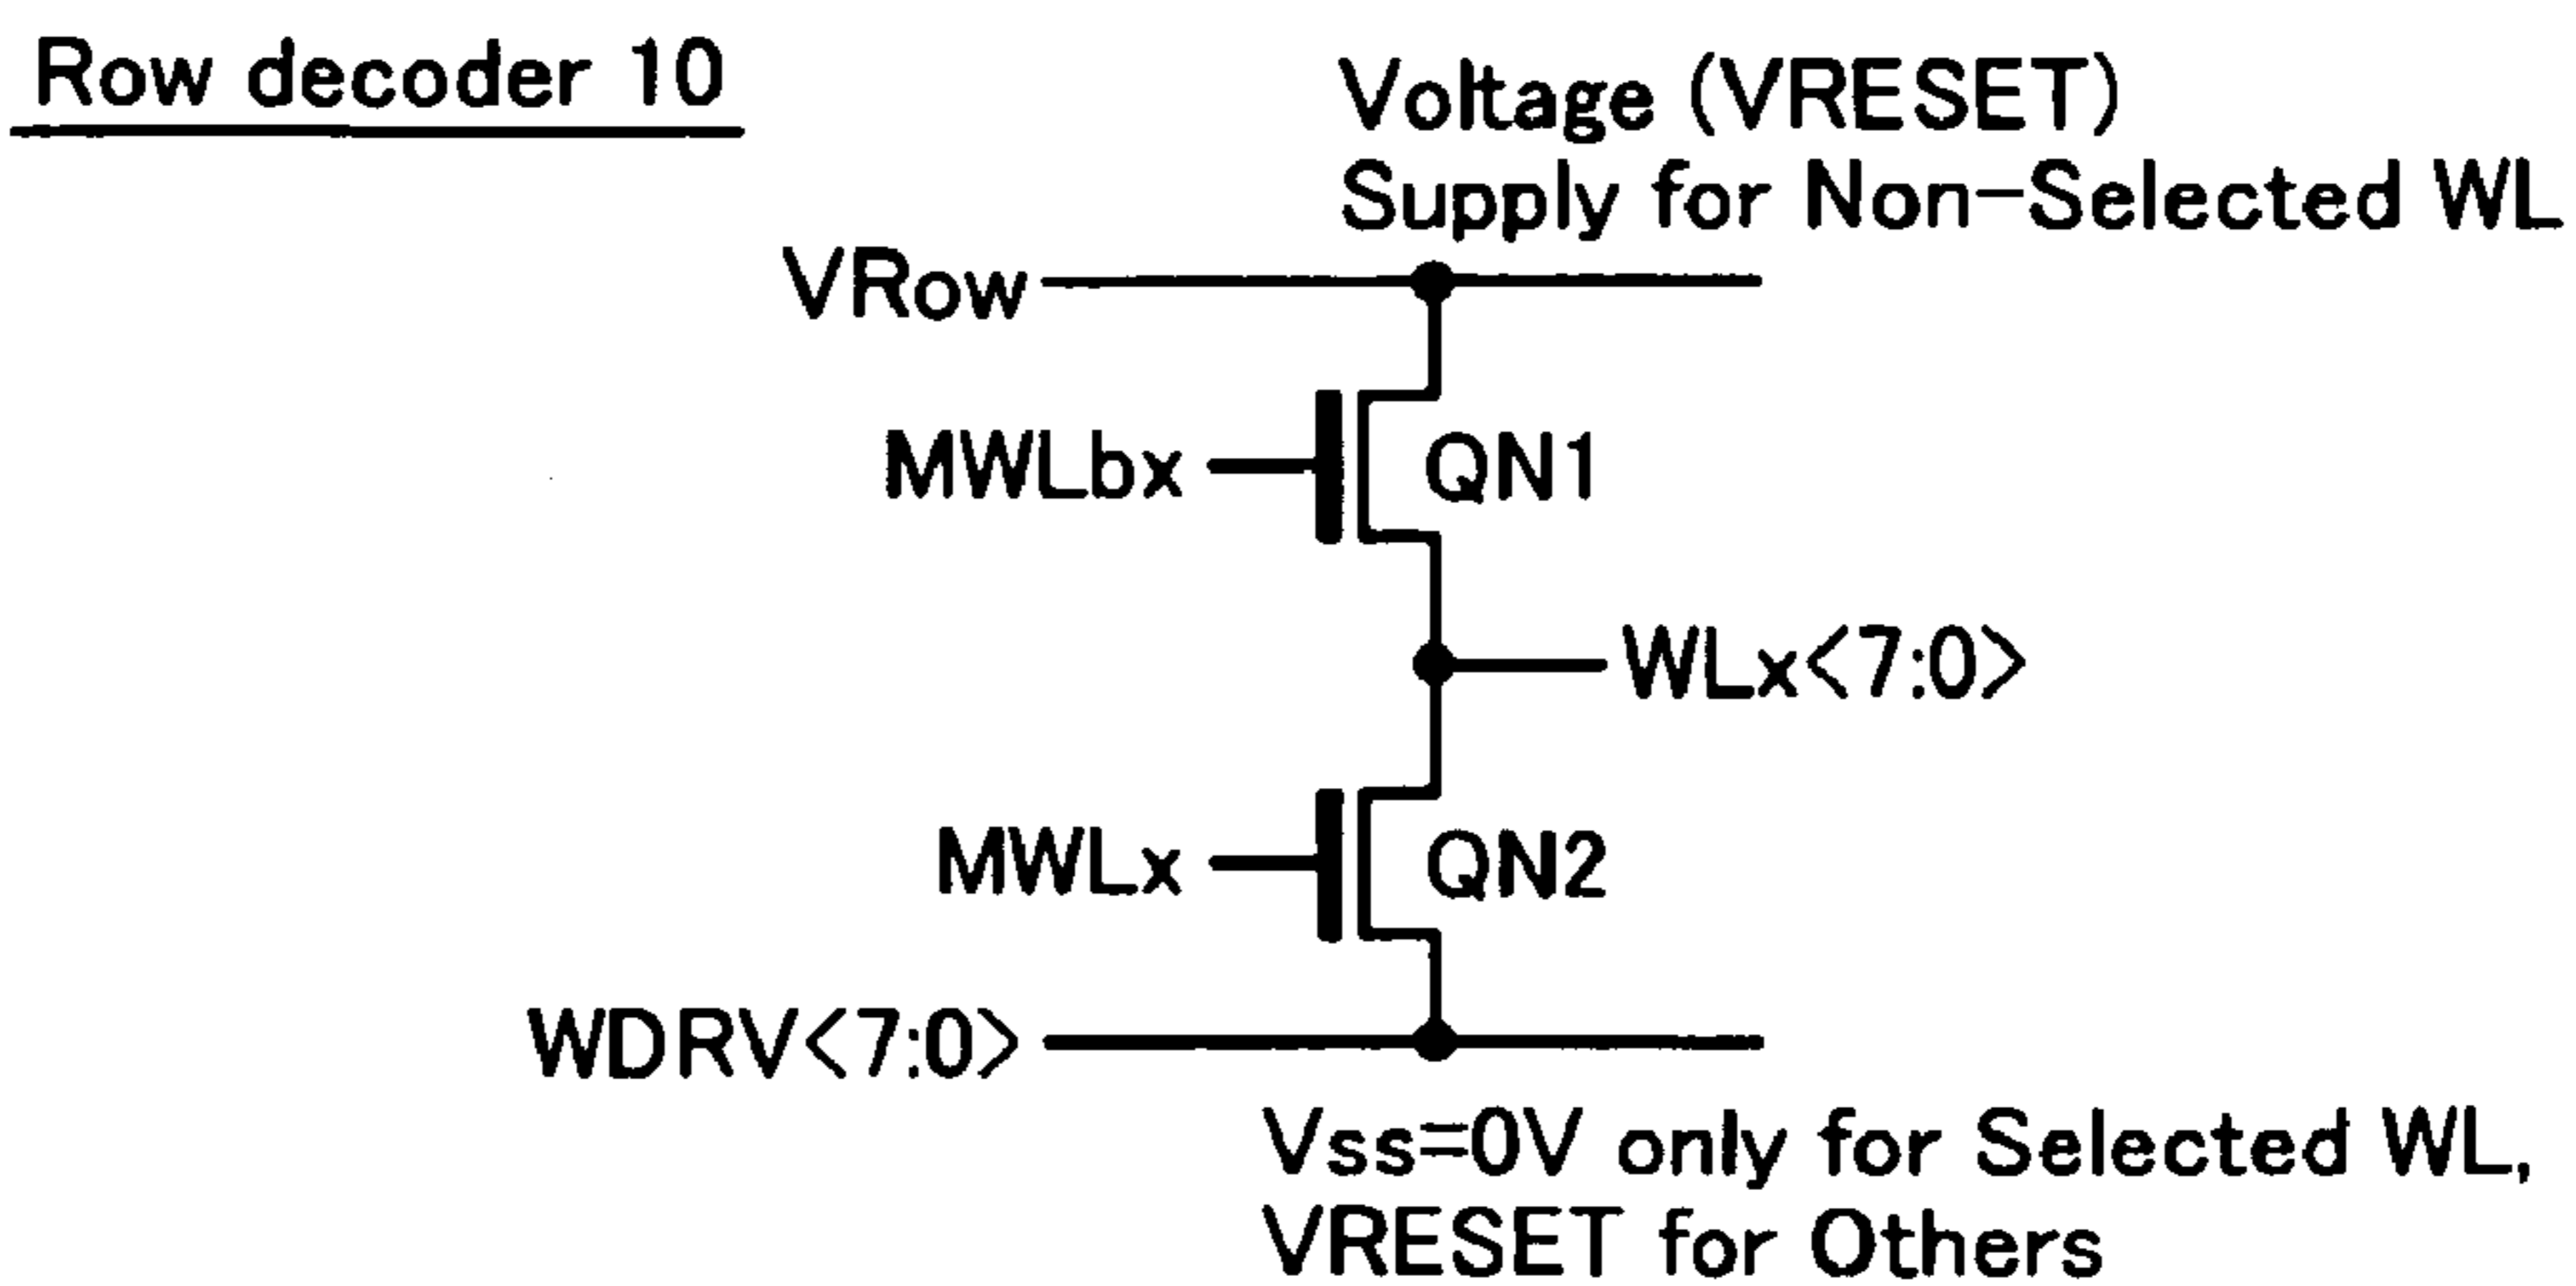 Row decoder 10
Voltage (VRESET)
Supply for Non-Selected WL
VRow
MWLbx
QN1
WLx<7:0>
MWLx
QN2
WDRV<7:0>
Vss=0V only for Selected WL,
VRESET for Others